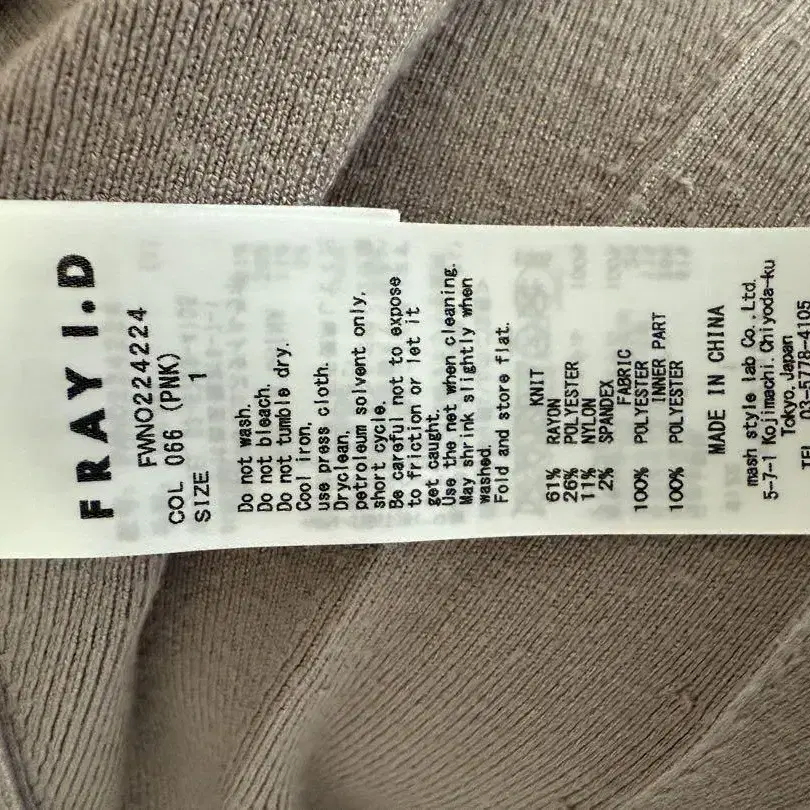 FRAY I.D
FWNO224224
COL 066 (PNK)
SIZE 1
Do not wash.
Do not bleach.
Do not tumble dry.
Cool iron,
use press cloth.
Dryclean,
petroleum solvent only,
short cycle.
Be careful not to expose
to friction or let it
get caught.
Use the net when cleaning.
May shrink slightly when
washed.
Fold and store flat.
KNIT
61% RAYON
26% POLYESTER
11% NYLON
2% SPANDEX
FABRIC
100% POLYESTER
INNER PART
100% POLYESTER
MADE IN CHINA
mash style lab Co., Ltd.
5-7-1 Kojimachi, Chiyoda-ku
Tokyo, Japan
TEL